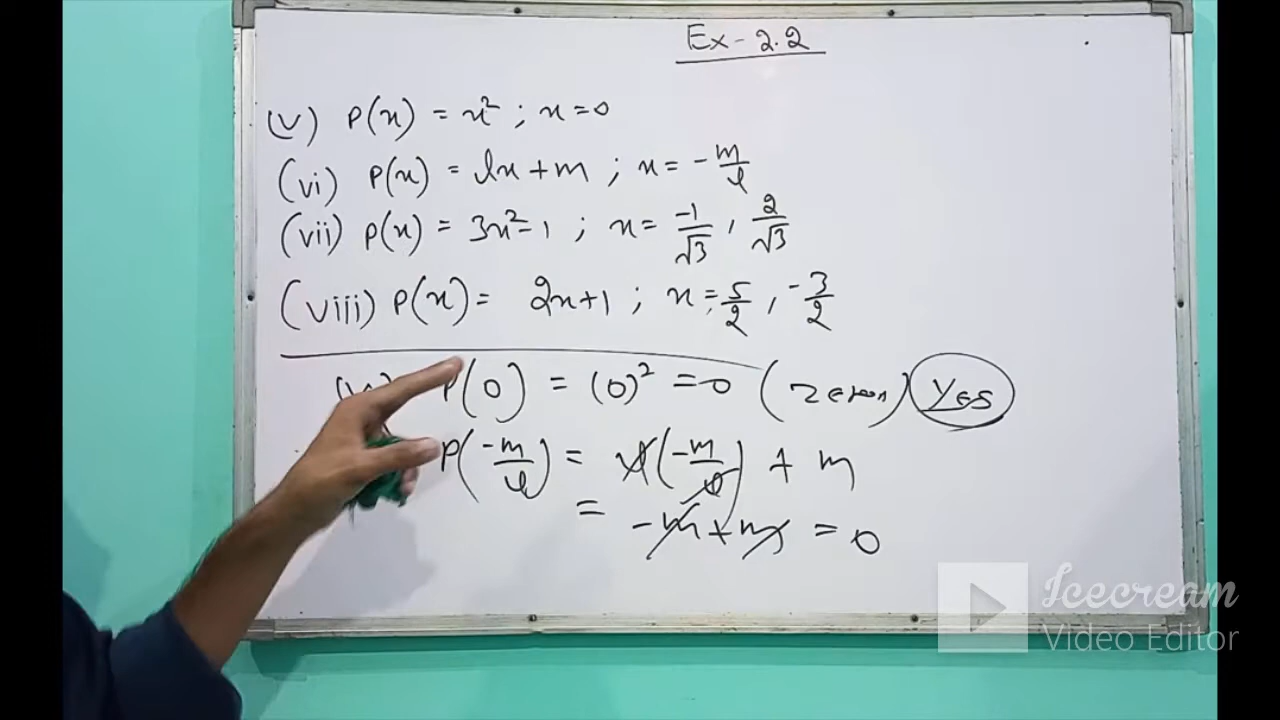 Ex-2.2
(v) P(x) = x² ; x=0
(vi) P(x) = lx+m ; x= -m/l
(vii) P(x) = 3x²-1 ; x= -1/√3 , 2/√3
(viii) P(x) = 2x+1 ; x= 5/2 , -3/2
P(0) = (0)² = 0 ( ) Yes
P(-m/l) = l(-m/l) + m
= -m+m = 0
Icecream
Video Editor